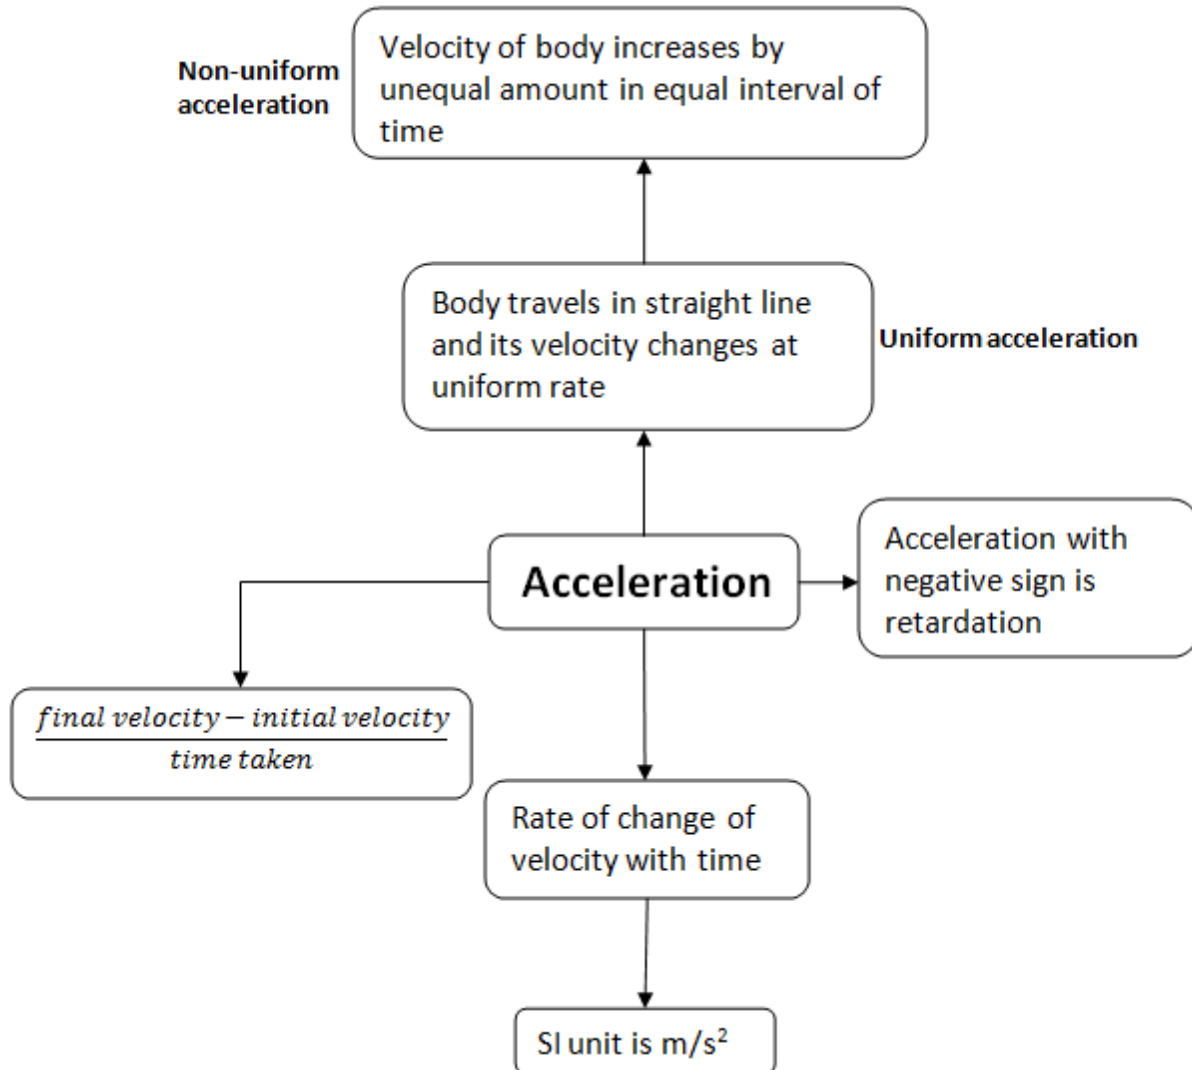 Velocity of body increases by
unequal amount in equal interval of
time
Non-uniform
acceleration
Body travels in straight line
and its velocity changes at
uniform rate
Uniform acceleration
Acceleration with
negative sign is
retardation
Acceleration
final velocity − initial velocity
time taken
Rate of change of
velocity with time
SI unit is m/s²